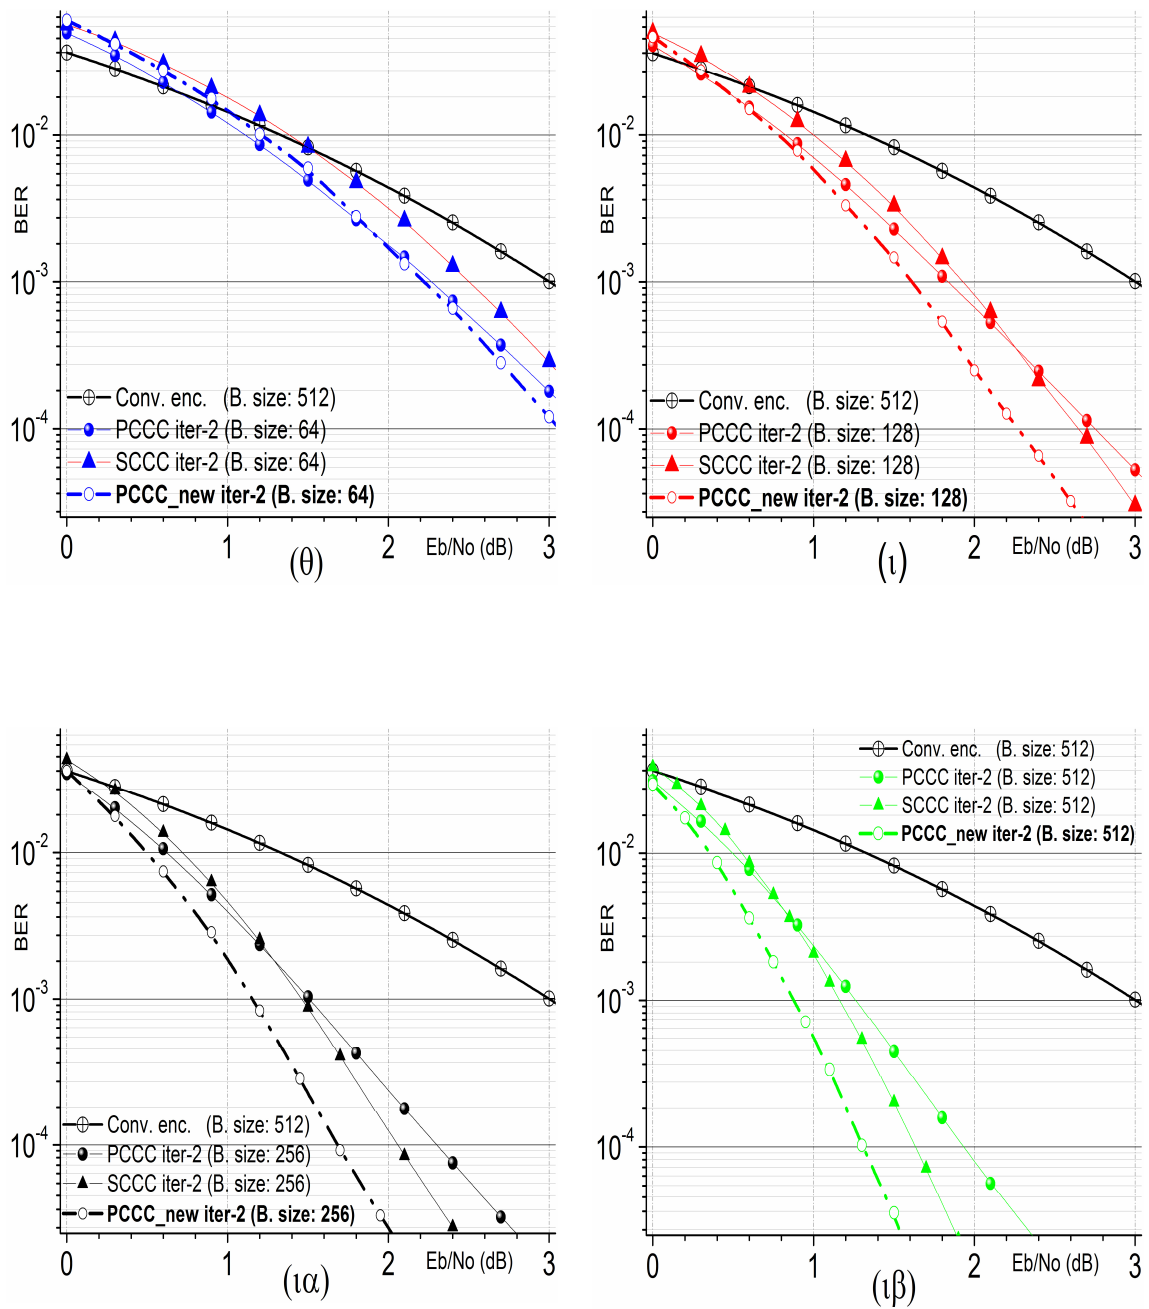 10-2
BER
10-3
10-4
Conv. enc. (B. size: 512)
PCCC iter-2 (B. size: 64)
SCCC iter-2 (B. size: 64)
PCCC_new iter-2 (B. size: 64)
0 1 2 Eb/No (dB) 3
(θ)
10-2
BER
10-3
10-4
Conv. enc. (B. size: 512)
PCCC iter-2 (B. size: 128)
SCCC iter-2 (B. size: 128)
PCCC_new iter-2 (B. size: 128)
0 1 2 Eb/No (dB) 3
(ι)
10-2
BER
10-3
10-4
Conv. enc. (B. size: 512)
PCCC iter-2 (B. size: 256)
SCCC iter-2 (B. size: 256)
PCCC_new iter-2 (B. size: 256)
0 1 2 Eb/No (dB) 3
(ια)
Conv. enc. (B. size: 512)
PCCC iter-2 (B. size: 512)
SCCC iter-2 (B. size: 512)
PCCC_new iter-2 (B. size: 512)
10-2
BER
10-3
10-4
0 1 2 Eb/No (dB) 3
(ιβ)